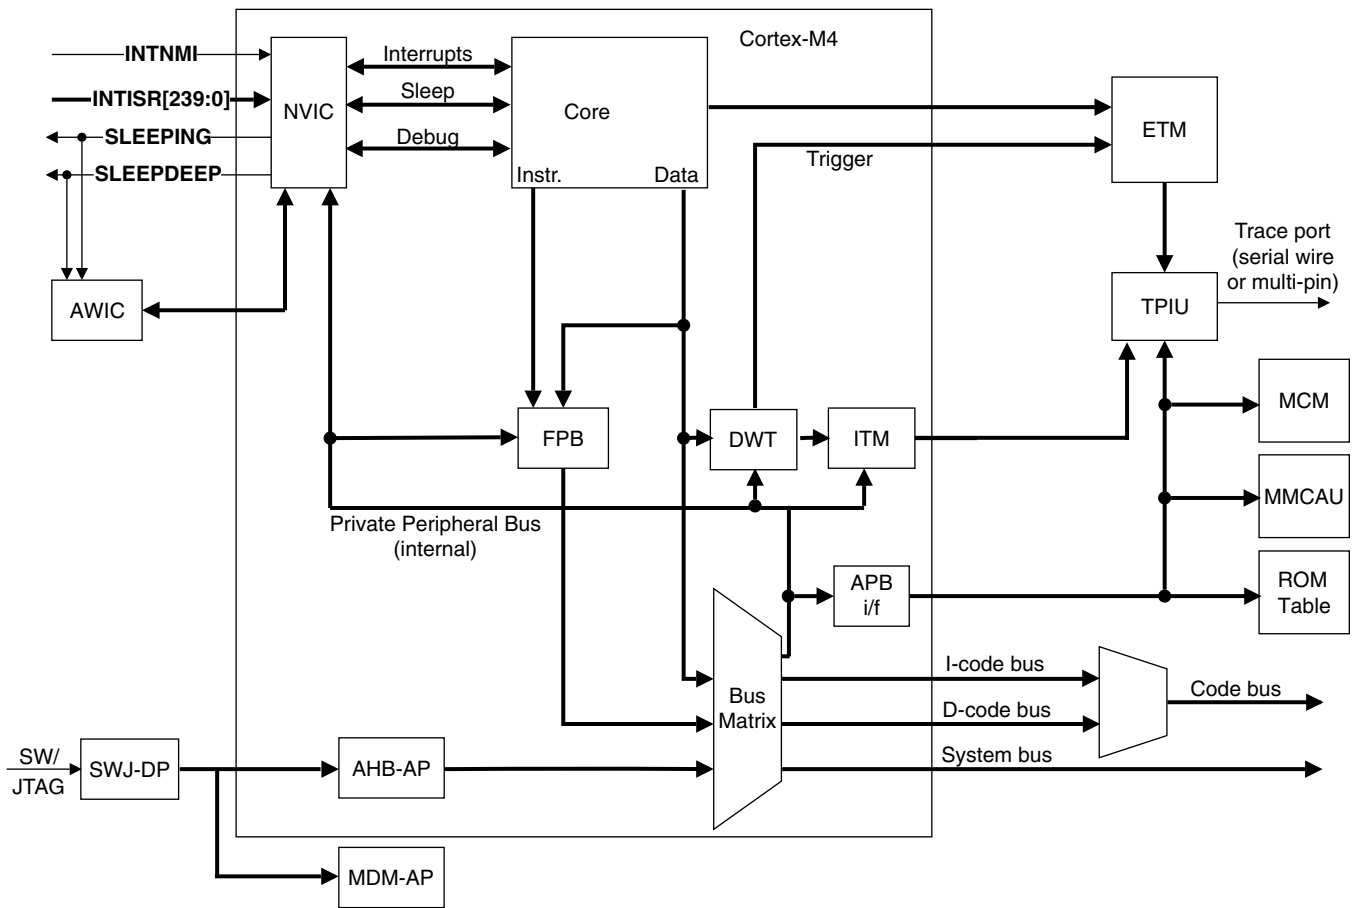 Cortex-M4
INTNMI
INTISR[239:0]
SLEEPING
SLEEPDEEP
NVIC
Interrupts
Sleep
Debug
Core
Instr.
Data
ETM
Trigger
Trace port
(serial wire
or multi-pin)
AWIC
TPIU
MCM
FPB
DWT
ITM
MMCAU
Private Peripheral Bus
(internal)
APB
i/f
ROM
Table
I-code bus
Bus
Matrix
D-code bus
Code bus
System bus
SW/
JTAG
SWJ-DP
AHB-AP
MDM-AP